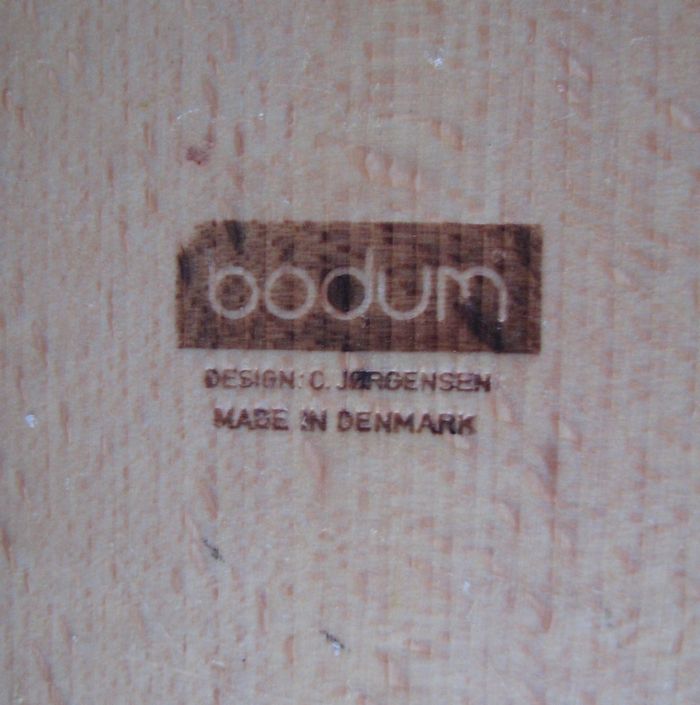 bodum
DESIGN: C. JØRGENSEN
MADE IN DENMARK